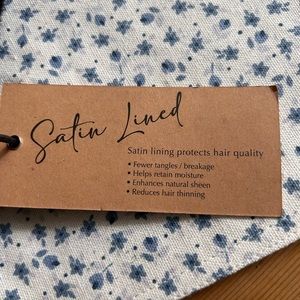 Satin Lined
Satin lining protects hair quality
• Fewer tangles / breakage
• Helps retain moisture
• Enhances natural sheen
• Reduces hair thinning